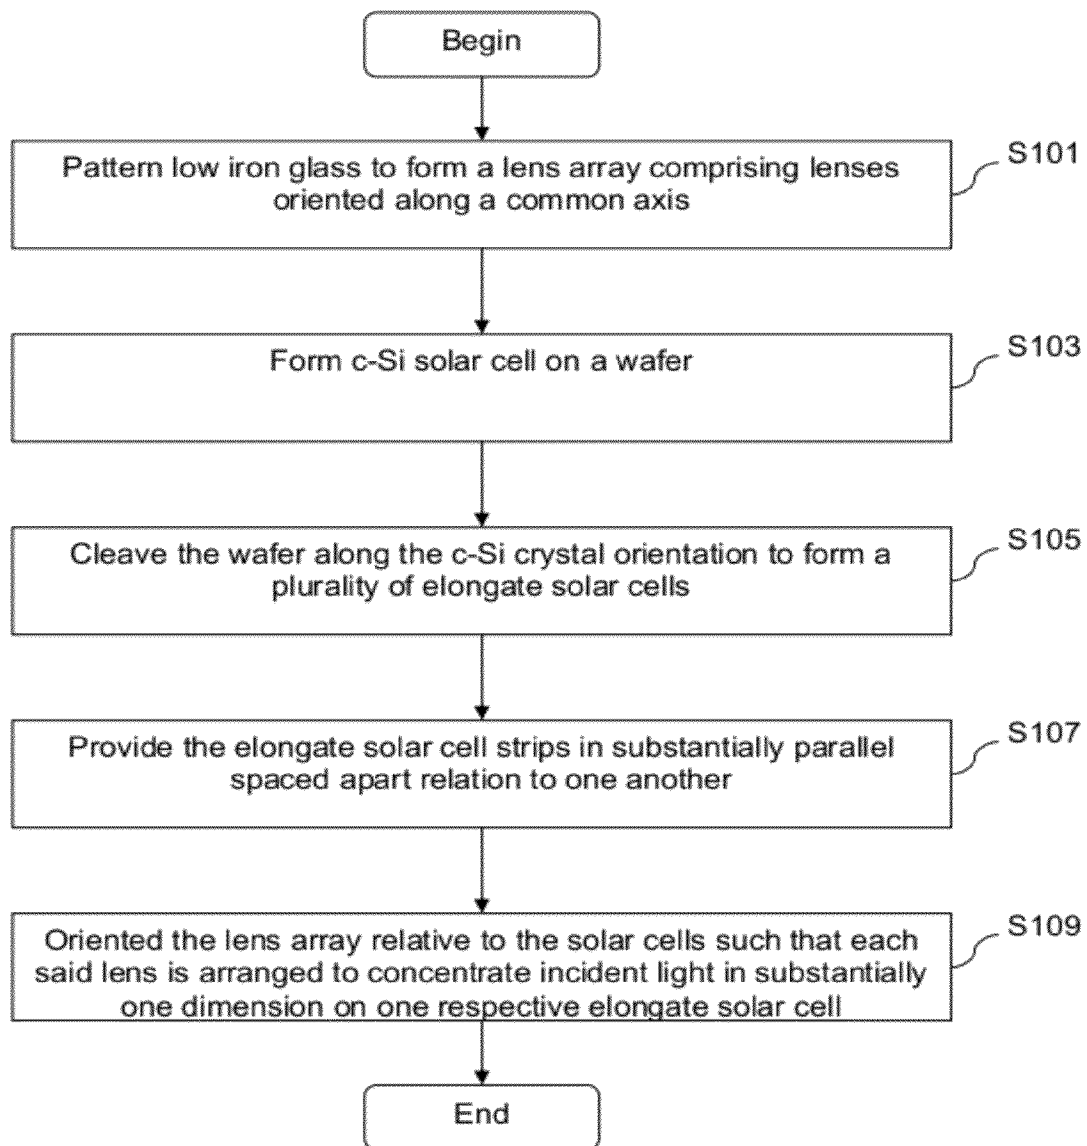 Begin
Pattern low iron glass to form a lens array comprising lenses
oriented along a common axis
S101
Form c-Si solar cell on a wafer
S103
Cleave the wafer along the c-Si crystal orientation to form a
plurality of elongate solar cells
S105
Provide the elongate solar cell strips in substantially parallel
spaced apart relation to one another
S107
Oriented the lens array relative to the solar cells such that each
said lens is arranged to concentrate incident light in substantially
one dimension on one respective elongate solar cell
S109
End